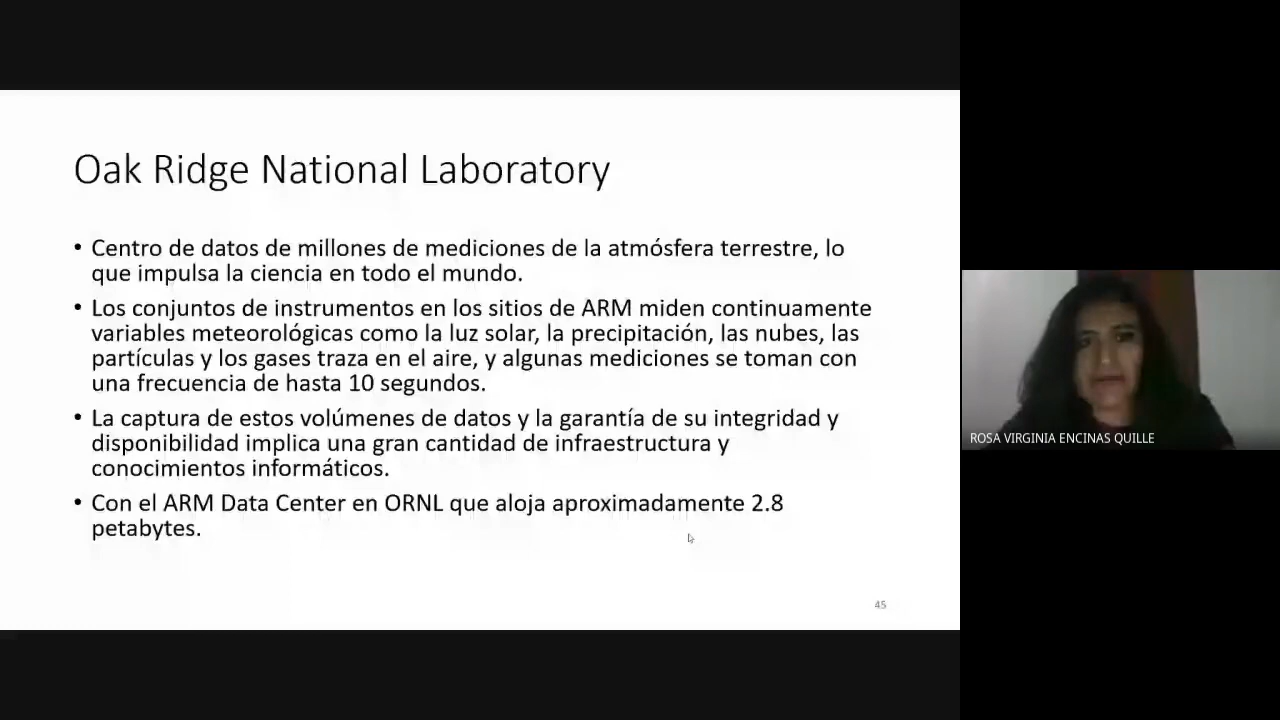 Oak Ridge National Laboratory
• Centro de datos de millones de mediciones de la atmósfera terrestre, lo
que impulsa la ciencia en todo el mundo.
• Los conjuntos de instrumentos en los sitios de ARM miden continuamente
variables meteorológicas como la luz solar, la precipitación, las nubes, las
partículas y los gases traza en el aire, y algunas mediciones se toman con
una frecuencia de hasta 10 segundos.
• La captura de estos volúmenes de datos y la garantía de su integridad y
disponibilidad implica una gran cantidad de infraestructura y
conocimientos informáticos.
• Con el ARM Data Center en ORNL que aloja aproximadamente 2.8
petabytes.
45
ROSA VIRGINIA ENCINAS QUILLE